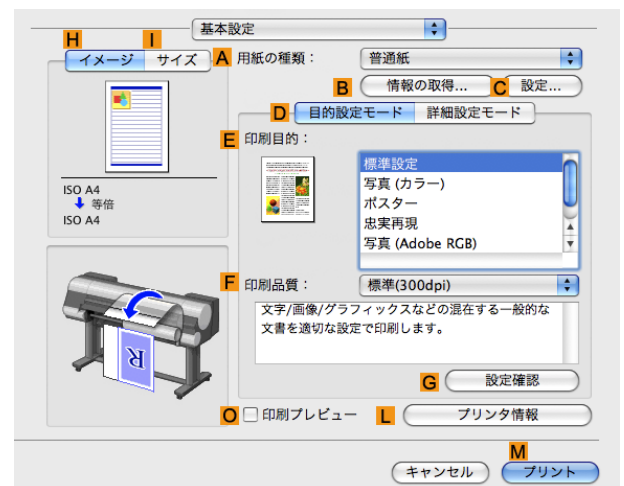 基本設定
H
I
イメージ サイズ
A 用紙の種類： 普通紙
B 情報の取得... C 設定...
D 目的設定モード 詳細設定モード
E 印刷目的：
標準設定
写真 (カラー)
ポスター
忠実再現
写真 (Adobe RGB)
ISO A4
等倍
ISO A4
F 印刷品質： 標準(300dpi)
文字/画像/グラフィックスなどの混在する一般的な
文書を適切な設定で印刷します。
R
G 設定確認
O 印刷プレビュー L プリンタ情報
M
キャンセル プリント